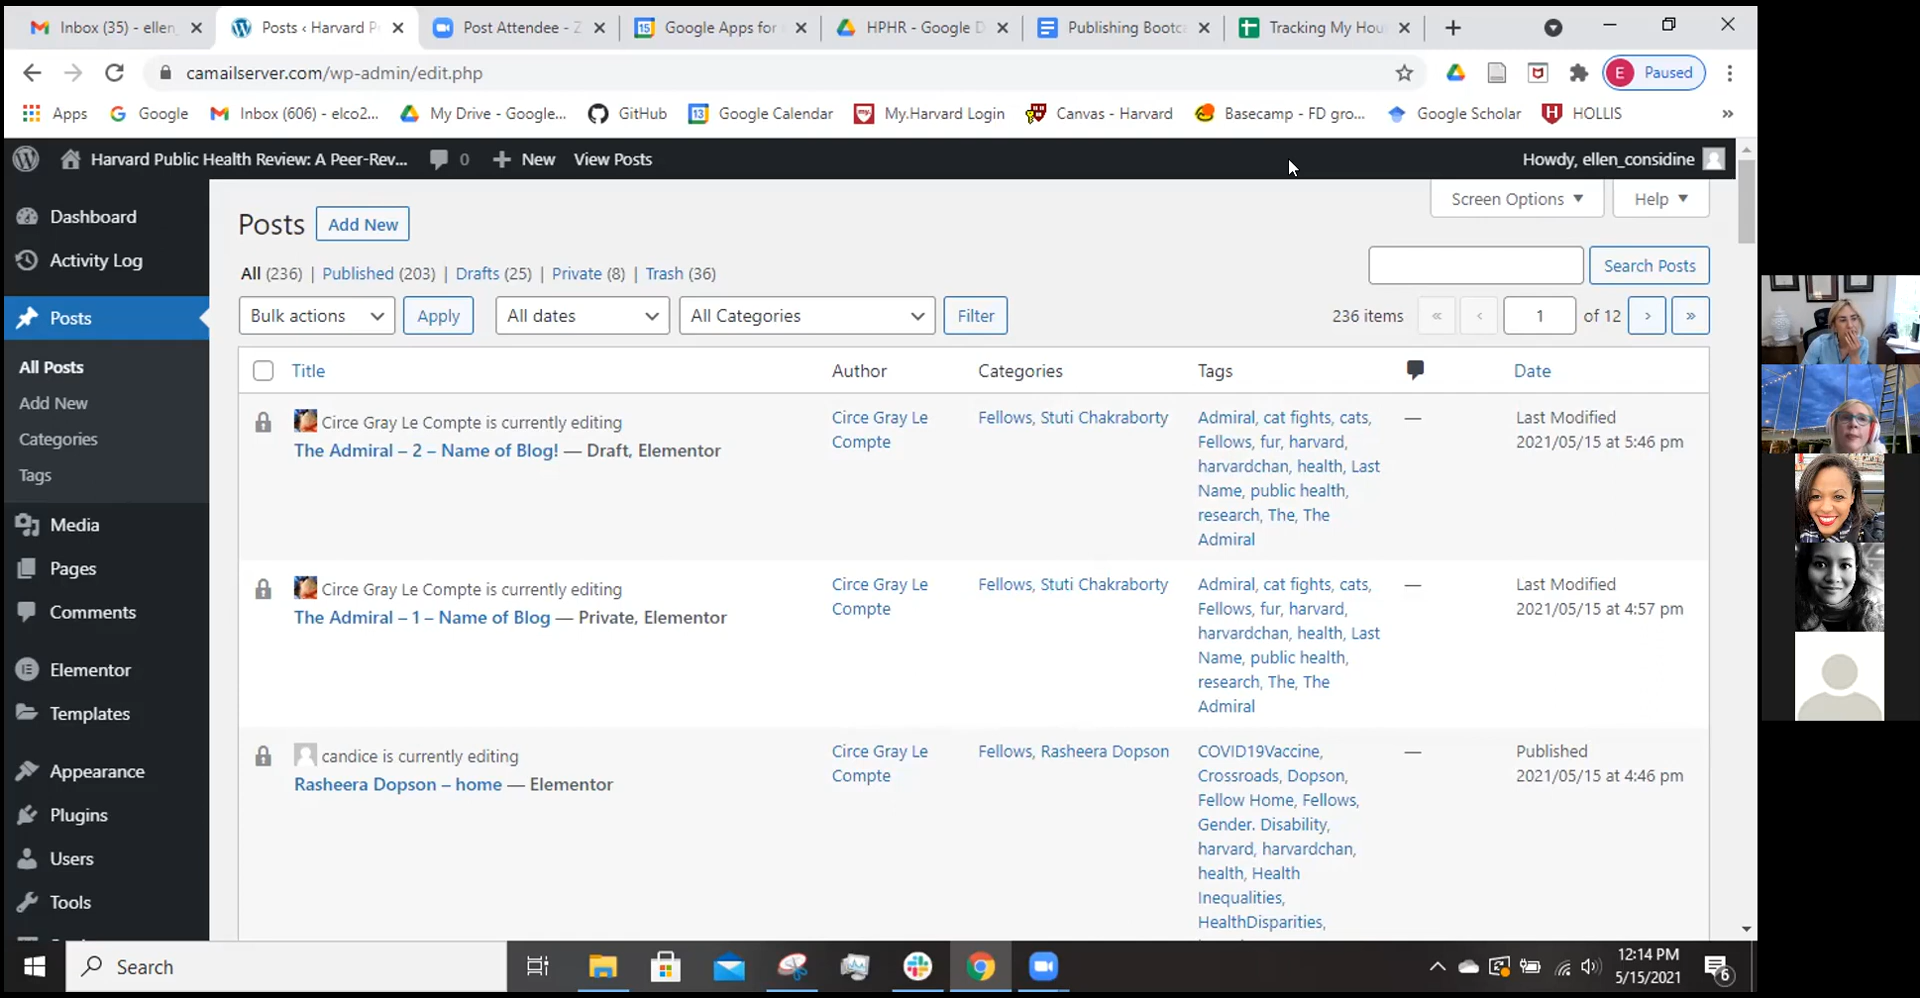 Inbox (35) - ellen
Posts ‹ Harvard P
Post Attendee - Z
Google Apps for
HPHR - Google D
Publishing Bootc
Tracking My Hou
camailserver.com/wp-admin/edit.php
E Paused
Apps Google Inbox (606) - elco2... My Drive - Google... GitHub Google Calendar My.Harvard Login Canvas - Harvard Basecamp - FD gro... Google Scholar HOLLIS »
Harvard Public Health Review: A Peer-Rev... 0 + New View Posts Howdy, ellen_considine
Screen Options ▼ Help ▼
Dashboard
Activity Log
Posts
All Posts
Add New
Categories
Tags
Media
Pages
Comments
Elementor
Templates
Appearance
Plugins
Users
Tools
Posts Add New
All (236) | Published (203) | Drafts (25) | Private (8) | Trash (36)
Search Posts
Bulk actions Apply All dates All Categories Filter 236 items « ‹ 1 of 12 › »
Title Author Categories Tags Date
Circe Gray Le Compte is currently editing
The Admiral – 2 – Name of Blog! — Draft, Elementor
Circe Gray Le
Compte
Fellows, Stuti Chakraborty
Admiral, cat fights, cats,
Fellows, fur, harvard,
harvardchan, health, Last
Name, public health,
research, The, The
Admiral
—
Last Modified
2021/05/15 at 5:46 pm
Circe Gray Le Compte is currently editing
The Admiral – 1 – Name of Blog — Private, Elementor
Circe Gray Le
Compte
Fellows, Stuti Chakraborty
Admiral, cat fights, cats,
Fellows, fur, harvard,
harvardchan, health, Last
Name, public health,
research, The, The
Admiral
—
Last Modified
2021/05/15 at 4:57 pm
candice is currently editing
Rasheera Dopson – home — Elementor
Circe Gray Le
Compte
Fellows, Rasheera Dopson
COVID19Vaccine,
Crossroads, Dopson,
Fellow Home, Fellows,
Gender. Disability,
harvard, harvardchan,
health, Health
Inequalities,
HealthDisparities,
—
Published
2021/05/15 at 4:46 pm
Search
12:14 PM
5/15/2021
6